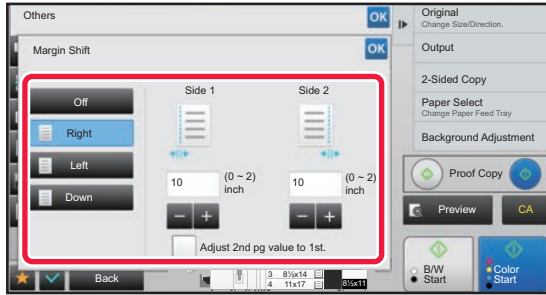 Others
OK
Margin Shift
OK
Off
Right
Left
Down
Side 1
Side 2
10
(0 ~ 2)
inch
10
(0 ~ 2)
inch
- +
- +
Adjust 2nd pg value to 1st.
Back
3 8½x14
4 11x17
8½x11
Original
Change Size/Direction.
Output
2-Sided Copy
Paper Select
Change Paper Feed Tray
Background Adjustment
Proof Copy
Preview
CA
B/W
Start
Color
Start